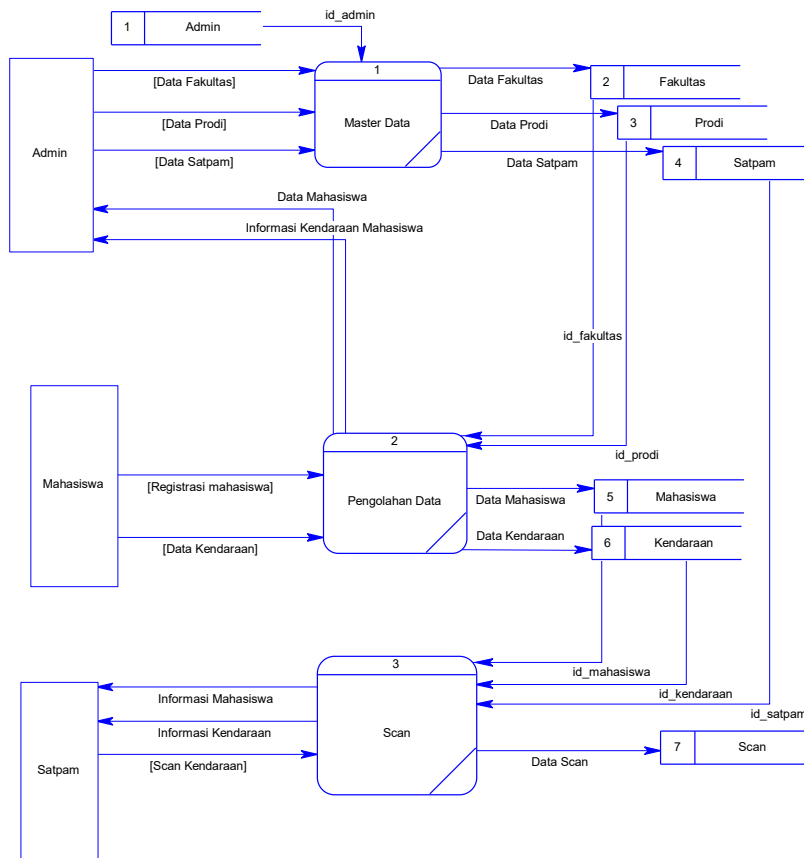 id_admin
1 Admin
1
[Data Fakultas]
Data Fakultas
2 Fakultas
Master Data
[Data Prodi]
Data Prodi
3 Prodi
Admin
[Data Satpam]
Data Satpam
4 Satpam
Data Mahasiswa
Informasi Kendaraan Mahasiswa
id_fakultas
2
id_prodi
Mahasiswa
[Registrasi mahasiswa]
Pengolahan Data
Data Mahasiswa
5 Mahasiswa
[Data Kendaraan]
Data Kendaraan
6 Kendaraan
3
id_mahasiswa
Informasi Mahasiswa
id_kendaraan
id_satpam
Informasi Kendaraan
Scan
Satpam
[Scan Kendaraan]
Data Scan
7 Scan